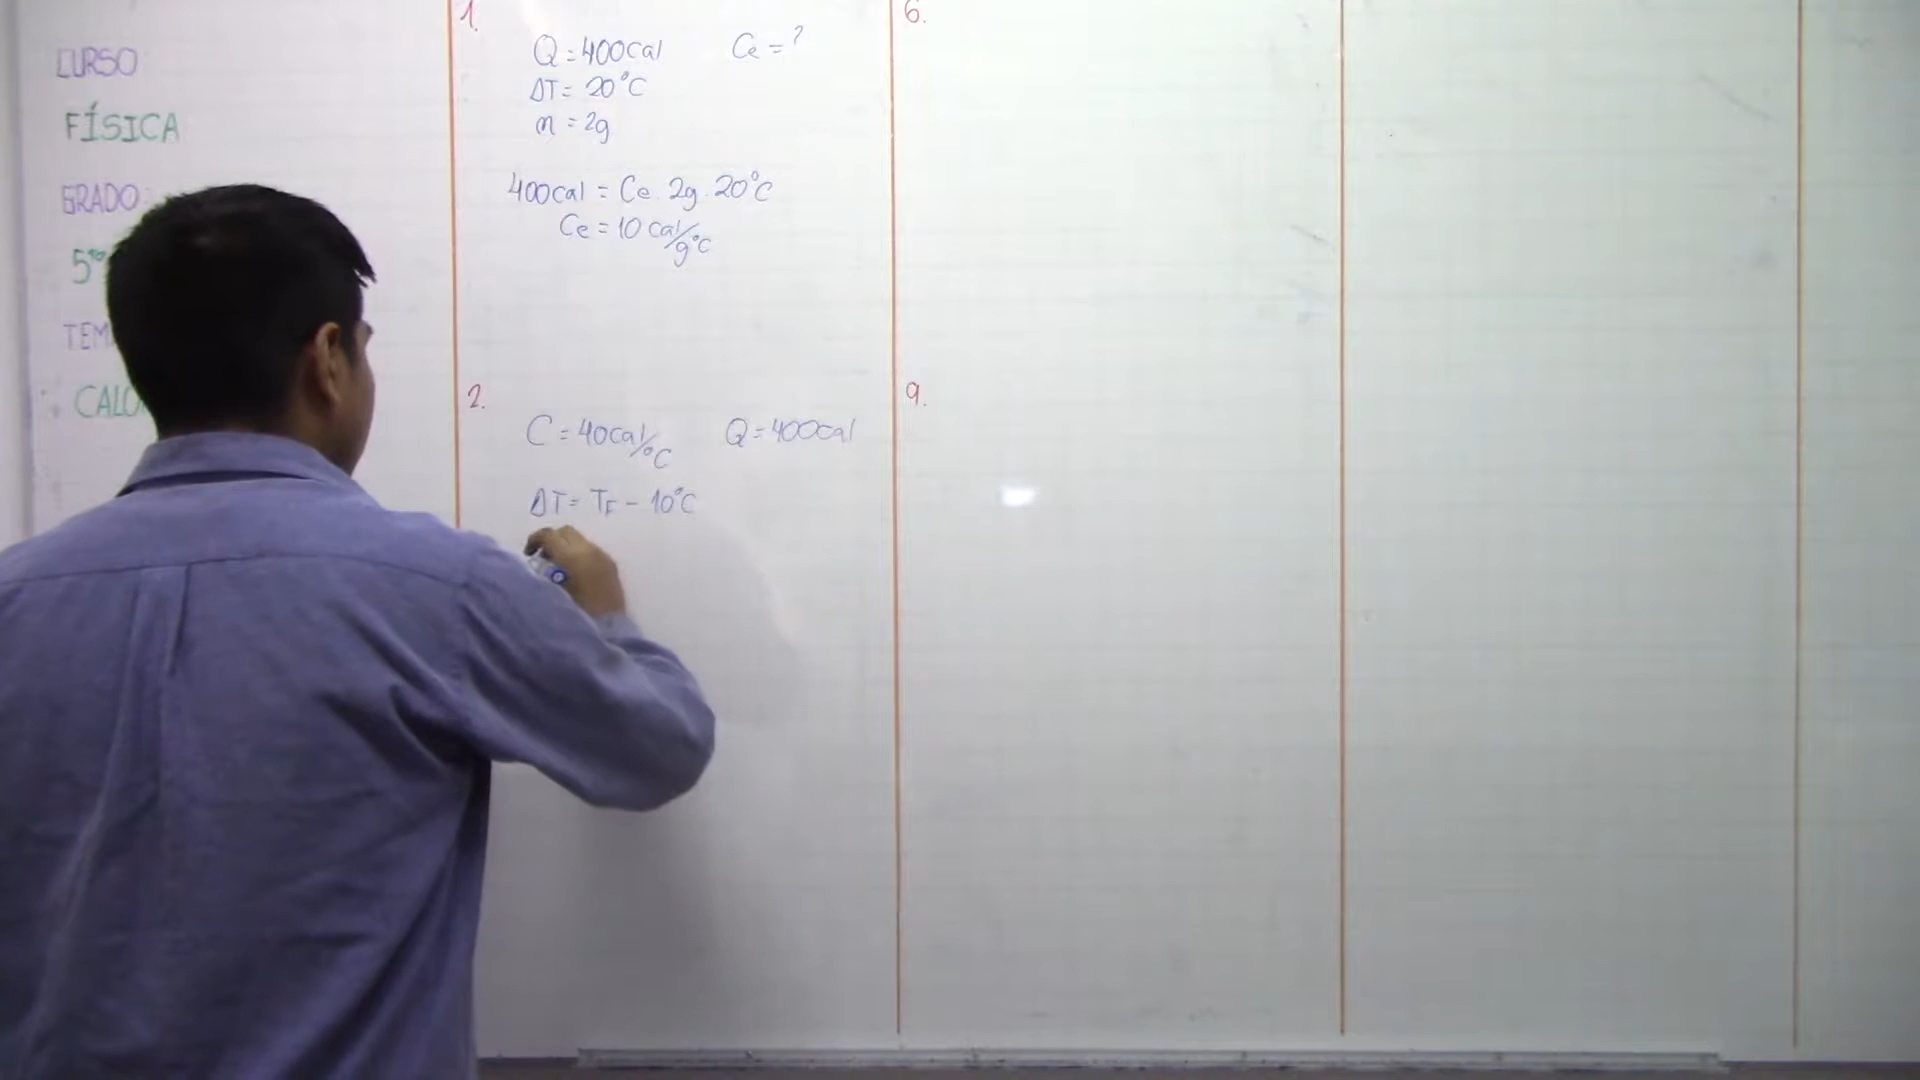 CURSO:
FÍSICA
GRADO:
5to
TEM
CALO
1.
Q = 400cal Ce = ?
ΔT = 20°C
m = 2g
400cal = Ce . 2g . 20°C
Ce = 10 cal/g°C
2.
C = 40cal/°C Q = 400cal
ΔT = TF - 10°C
6.
9.